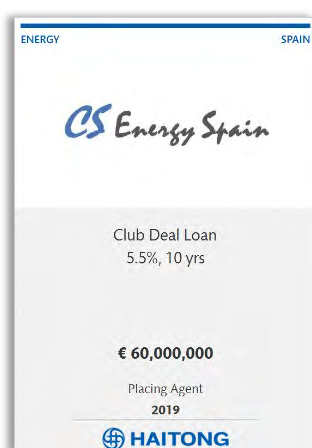 ENERGY SPAIN
CS Energy Spain
Club Deal Loan
5.5%, 10 yrs
€ 60,000,000
Placing Agent
2019
HAITONG